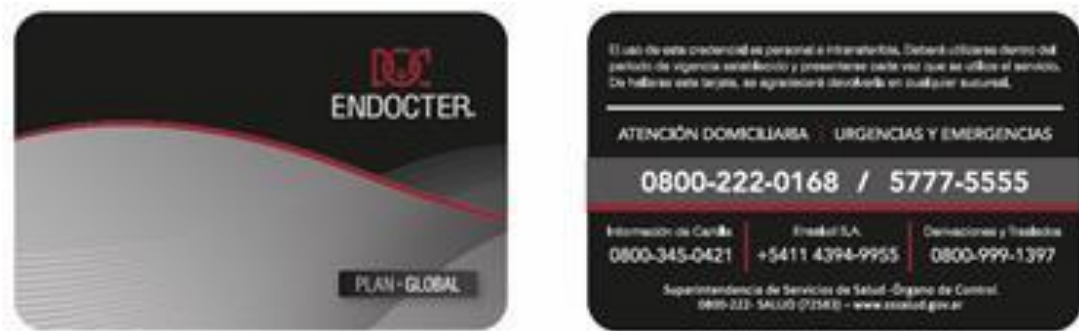 DOC
ENDOCTER
PLAN - GLOBAL
El uso de esta credencial es personal e intransferible. Deberá utilizarse dentro del
período de vigencia establecido y presentarse cada vez que se utilice el servicio.
De hallarse esta tarjeta, se agradecerá devolverla en cualquier sucursal.
ATENCIÓN DOMICILIARIA URGENCIAS Y EMERGENCIAS
0800-222-0168 / 5777-5555
Información de Cartilla
0800-345-0421
S.A.
+5411 4394-9955
Derivaciones y Traslados
0800-999-1397
Superintendencia de Servicios de Salud - Órgano de Control.
0800-222- SALUD (72583) - www.sssalud.gov.ar